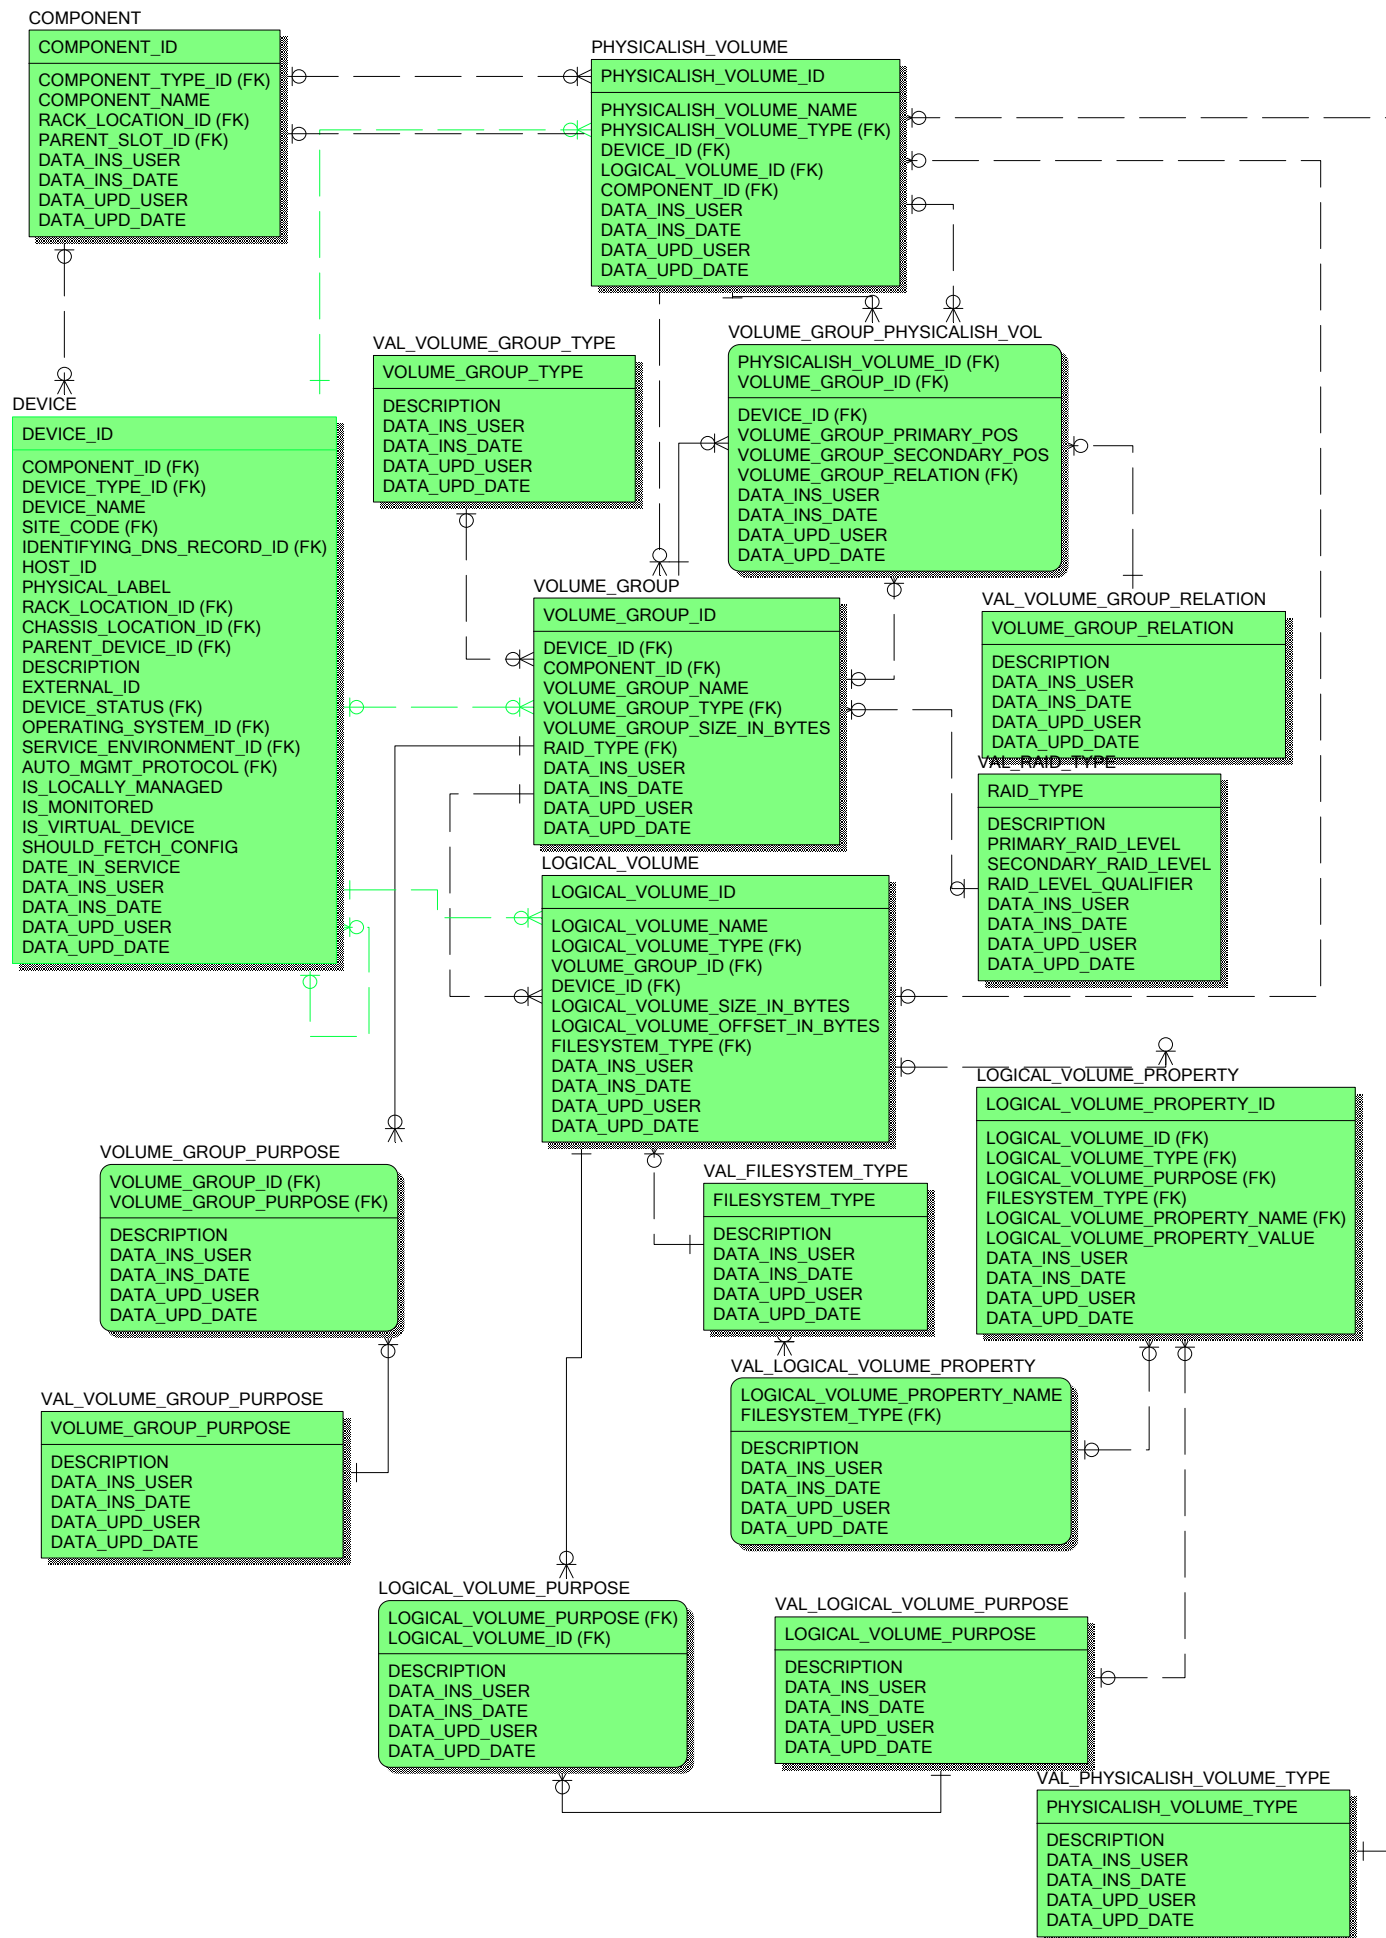 COMPONENT
COMPONENT_ID
COMPONENT_TYPE_ID (FK)
COMPONENT_NAME
RACK_LOCATION_ID (FK)
PARENT_SLOT_ID (FK)
DATA_INS_USER
DATA_INS_DATE
DATA_UPD_USER
DATA_UPD_DATE
PHYSICALISH_VOLUME
PHYSICALISH_VOLUME_ID
PHYSICALISH_VOLUME_NAME
PHYSICALISH_VOLUME_TYPE (FK)
DEVICE_ID (FK)
LOGICAL_VOLUME_ID (FK)
COMPONENT_ID (FK)
DATA_INS_USER
DATA_INS_DATE
DATA_UPD_USER
DATA_UPD_DATE
VAL_VOLUME_GROUP_TYPE
VOLUME_GROUP_TYPE
DESCRIPTION
DATA_INS_USER
DATA_INS_DATE
DATA_UPD_USER
DATA_UPD_DATE
VOLUME_GROUP_PHYSICALISH_VOL
PHYSICALISH_VOLUME_ID (FK)
VOLUME_GROUP_ID (FK)
DEVICE_ID (FK)
VOLUME_GROUP_PRIMARY_POS
VOLUME_GROUP_SECONDARY_POS
VOLUME_GROUP_RELATION (FK)
DATA_INS_USER
DATA_INS_DATE
DATA_UPD_USER
DATA_UPD_DATE
DEVICE
DEVICE_ID
COMPONENT_ID (FK)
DEVICE_TYPE_ID (FK)
DEVICE_NAME
SITE_CODE (FK)
IDENTIFYING_DNS_RECORD_ID (FK)
HOST_ID
PHYSICAL_LABEL
RACK_LOCATION_ID (FK)
CHASSIS_LOCATION_ID (FK)
PARENT_DEVICE_ID (FK)
DESCRIPTION
EXTERNAL_ID
DEVICE_STATUS (FK)
OPERATING_SYSTEM_ID (FK)
SERVICE_ENVIRONMENT_ID (FK)
AUTO_MGMT_PROTOCOL (FK)
IS_LOCALLY_MANAGED
IS_MONITORED
IS_VIRTUAL_DEVICE
SHOULD_FETCH_CONFIG
DATE_IN_SERVICE
DATA_INS_USER
DATA_INS_DATE
DATA_UPD_USER
DATA_UPD_DATE
VOLUME_GROUP
VOLUME_GROUP_ID
DEVICE_ID (FK)
COMPONENT_ID (FK)
VOLUME_GROUP_NAME
VOLUME_GROUP_TYPE (FK)
VOLUME_GROUP_SIZE_IN_BYTES
RAID_TYPE (FK)
DATA_INS_USER
DATA_INS_DATE
DATA_UPD_USER
DATA_UPD_DATE
VAL_VOLUME_GROUP_RELATION
VOLUME_GROUP_RELATION
DESCRIPTION
DATA_INS_USER
DATA_INS_DATE
DATA_UPD_USER
DATA_UPD_DATE
VAL_RAID_TYPE
RAID_TYPE
DESCRIPTION
PRIMARY_RAID_LEVEL
SECONDARY_RAID_LEVEL
RAID_LEVEL_QUALIFIER
DATA_INS_USER
DATA_INS_DATE
DATA_UPD_USER
DATA_UPD_DATE
LOGICAL_VOLUME
LOGICAL_VOLUME_ID
LOGICAL_VOLUME_NAME
LOGICAL_VOLUME_TYPE (FK)
VOLUME_GROUP_ID (FK)
DEVICE_ID (FK)
LOGICAL_VOLUME_SIZE_IN_BYTES
LOGICAL_VOLUME_OFFSET_IN_BYTES
FILESYSTEM_TYPE (FK)
DATA_INS_USER
DATA_INS_DATE
DATA_UPD_USER
DATA_UPD_DATE
LOGICAL_VOLUME_PROPERTY
LOGICAL_VOLUME_PROPERTY_ID
LOGICAL_VOLUME_ID (FK)
LOGICAL_VOLUME_TYPE (FK)
LOGICAL_VOLUME_PURPOSE (FK)
FILESYSTEM_TYPE (FK)
LOGICAL_VOLUME_PROPERTY_NAME (FK)
LOGICAL_VOLUME_PROPERTY_VALUE
DATA_INS_USER
DATA_INS_DATE
DATA_UPD_USER
DATA_UPD_DATE
VOLUME_GROUP_PURPOSE
VOLUME_GROUP_ID (FK)
VOLUME_GROUP_PURPOSE (FK)
DESCRIPTION
DATA_INS_USER
DATA_INS_DATE
DATA_UPD_USER
DATA_UPD_DATE
VAL_FILESYSTEM_TYPE
FILESYSTEM_TYPE
DESCRIPTION
DATA_INS_USER
DATA_INS_DATE
DATA_UPD_USER
DATA_UPD_DATE
VAL_LOGICAL_VOLUME_PROPERTY
LOGICAL_VOLUME_PROPERTY_NAME
FILESYSTEM_TYPE (FK)
DESCRIPTION
DATA_INS_USER
DATA_INS_DATE
DATA_UPD_USER
DATA_UPD_DATE
VAL_VOLUME_GROUP_PURPOSE
VOLUME_GROUP_PURPOSE
DESCRIPTION
DATA_INS_USER
DATA_INS_DATE
DATA_UPD_USER
DATA_UPD_DATE
LOGICAL_VOLUME_PURPOSE
LOGICAL_VOLUME_PURPOSE (FK)
LOGICAL_VOLUME_ID (FK)
DESCRIPTION
DATA_INS_USER
DATA_INS_DATE
DATA_UPD_USER
DATA_UPD_DATE
VAL_LOGICAL_VOLUME_PURPOSE
LOGICAL_VOLUME_PURPOSE
DESCRIPTION
DATA_INS_USER
DATA_INS_DATE
DATA_UPD_USER
DATA_UPD_DATE
VAL_PHYSICALISH_VOLUME_TYPE
PHYSICALISH_VOLUME_TYPE
DESCRIPTION
DATA_INS_USER
DATA_INS_DATE
DATA_UPD_USER
DATA_UPD_DATE